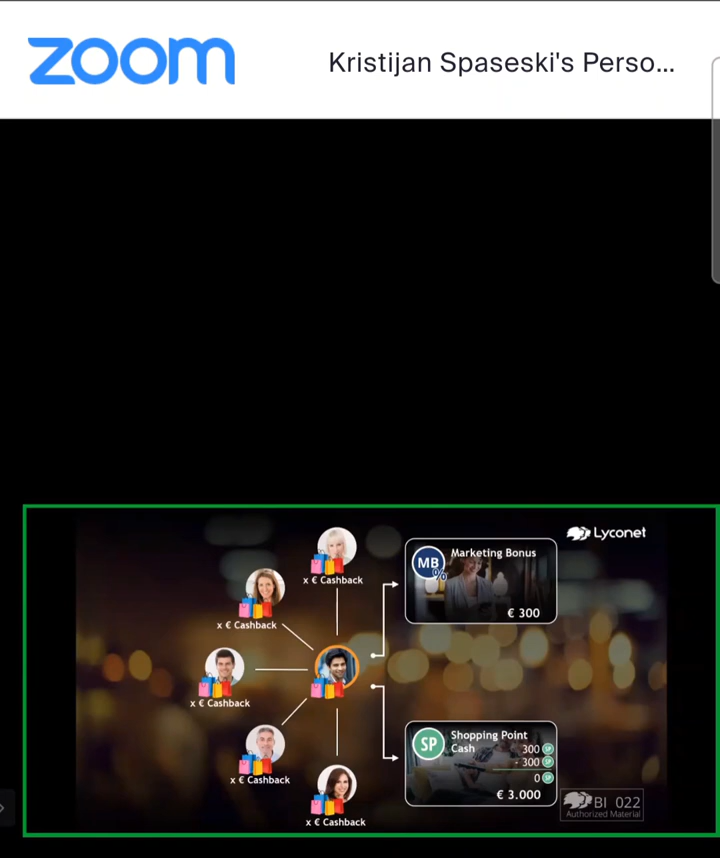 zoom
Kristijan Spaseski's Perso...
Lyconet
x € Cashback
x € Cashback
x € Cashback
x € Cashback
x € Cashback
MB
%
Marketing Bonus
€ 300
SP
Shopping Point
Cash
300 SP
- 300 SP
0 SP
€ 3.000
BI 022
Authorized Material